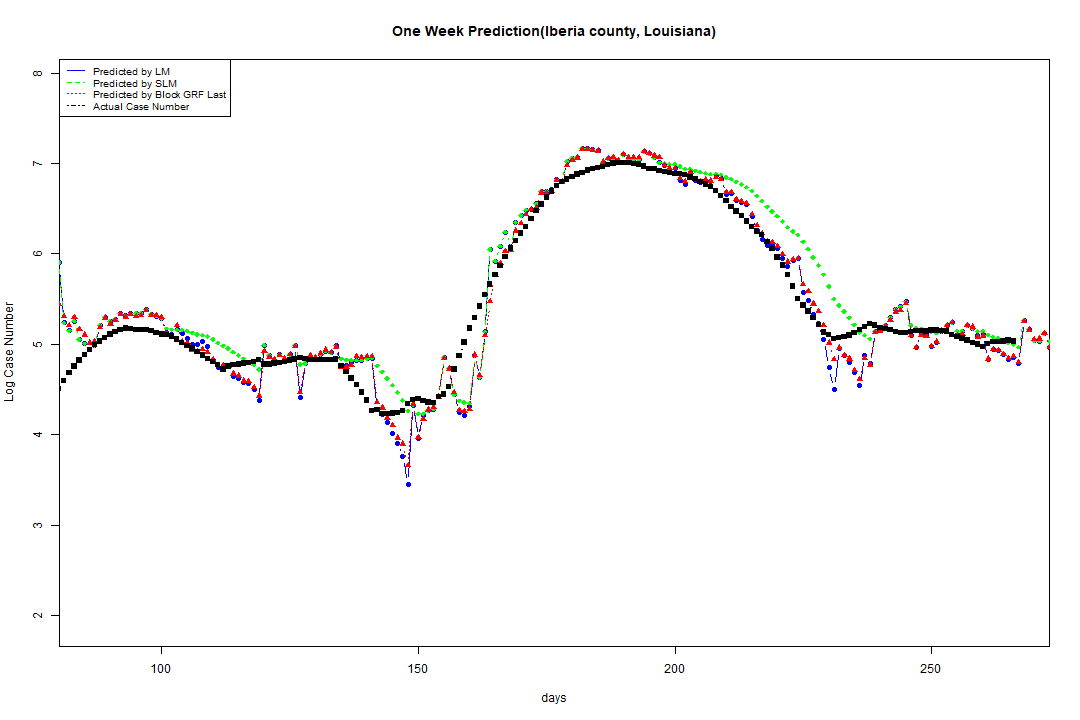 One Week Prediction(Iberia county, Louisiana)
Predicted by LM
Predicted by SLM
Predicted by Block GRF Last
Actual Case Number
8
7
6
5
4
3
2
Log Case Number
100 150 200 250
days